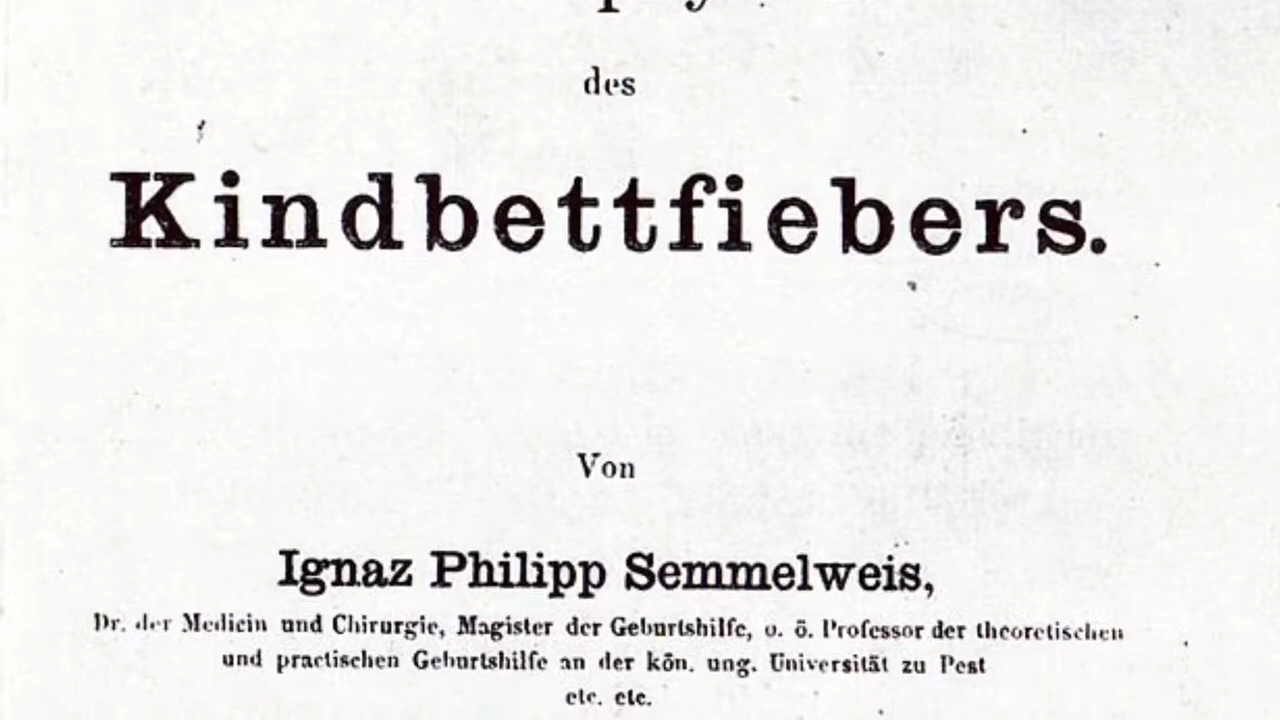 des
Kindbettfiebers.
Von
Ignaz Philipp Semmelweis,
Dr. der Medicin und Chirurgie, Magister der Geburtshilfe, o. ö. Professor der theoretischen
und practischen Geburtshilfe an der kön. ung. Universität zu Pest
etc. etc.